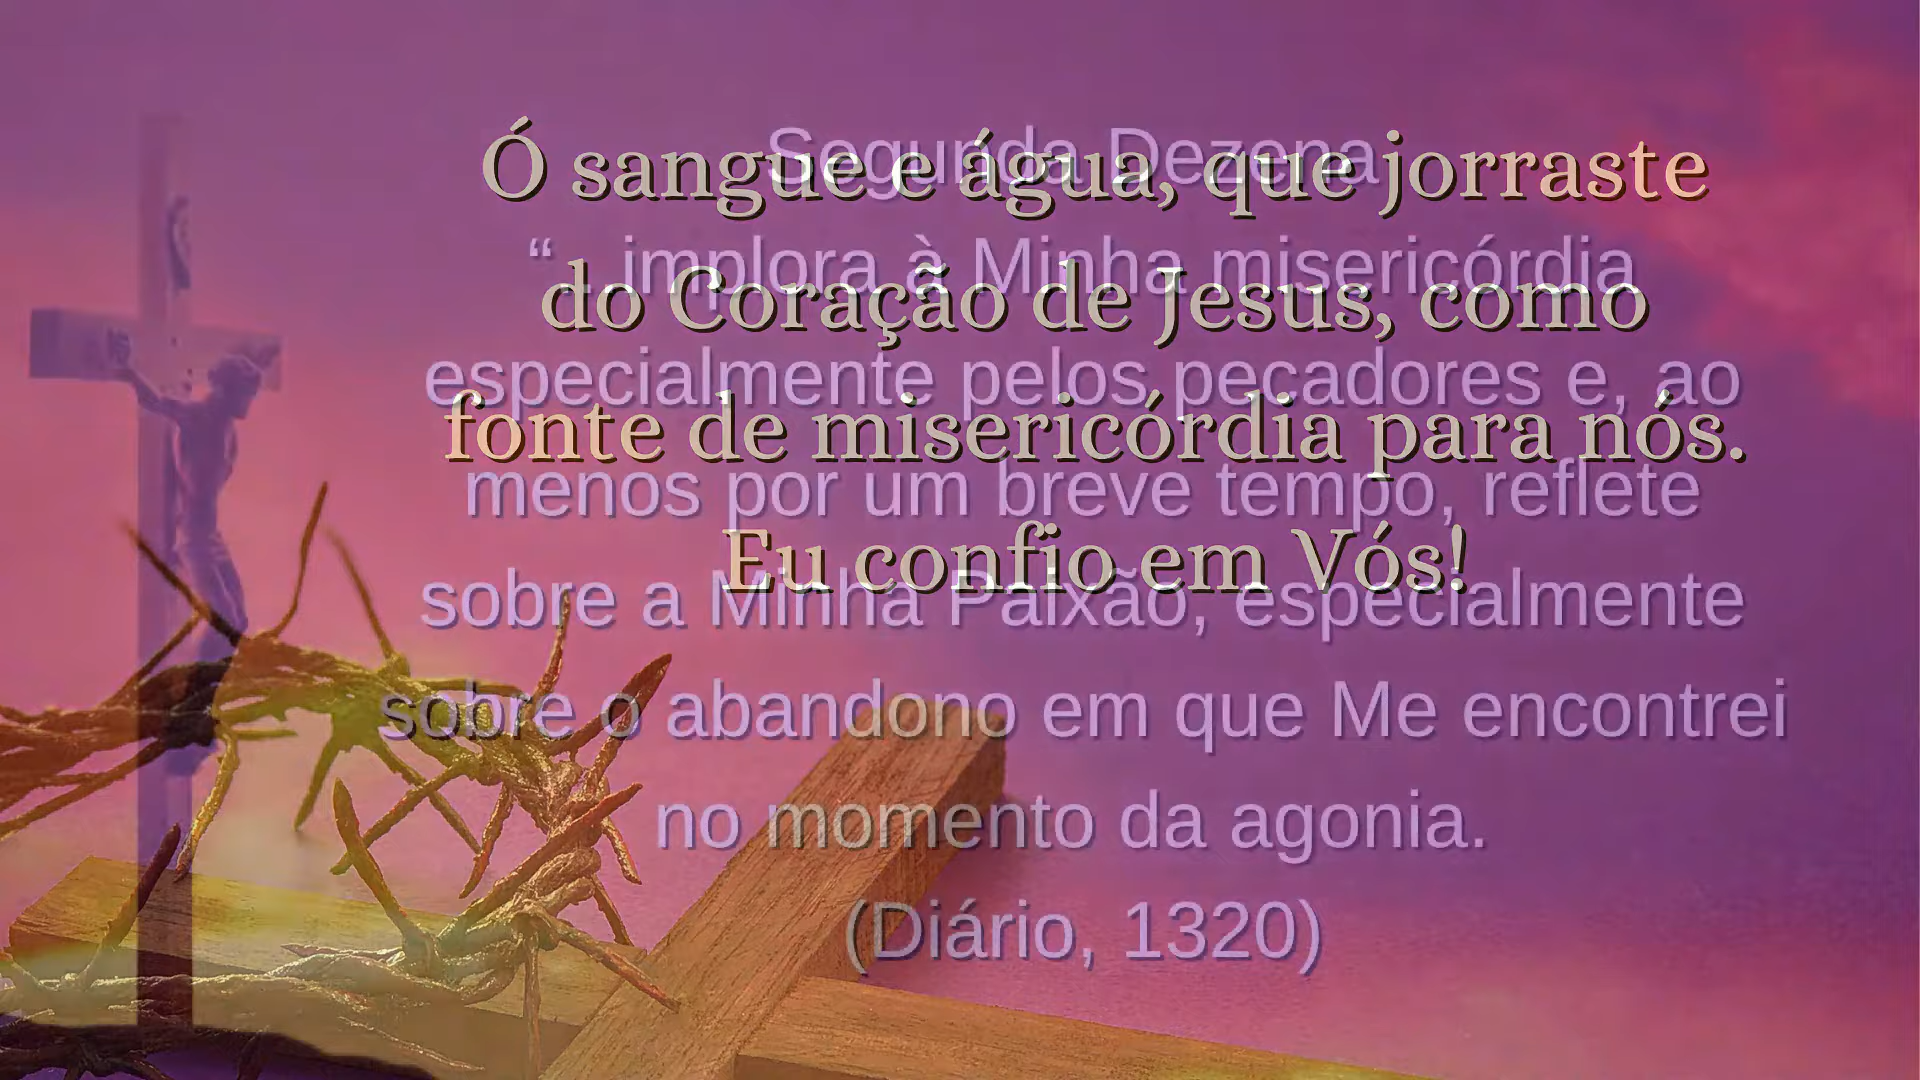 Ó sangue e água, que jorraste
do Coração de Jesus, como
fonte de misericórdia para nós.
Eu confio em Vós!
Segunda Dezena
“...implora à Minha misericórdia
especialmente pelos pecadores e, ao
menos por um breve tempo, reflete
sobre a Minha Paixão, especialmente
sobre o abandono em que Me encontrei
no momento da agonia.
(Diário, 1320)